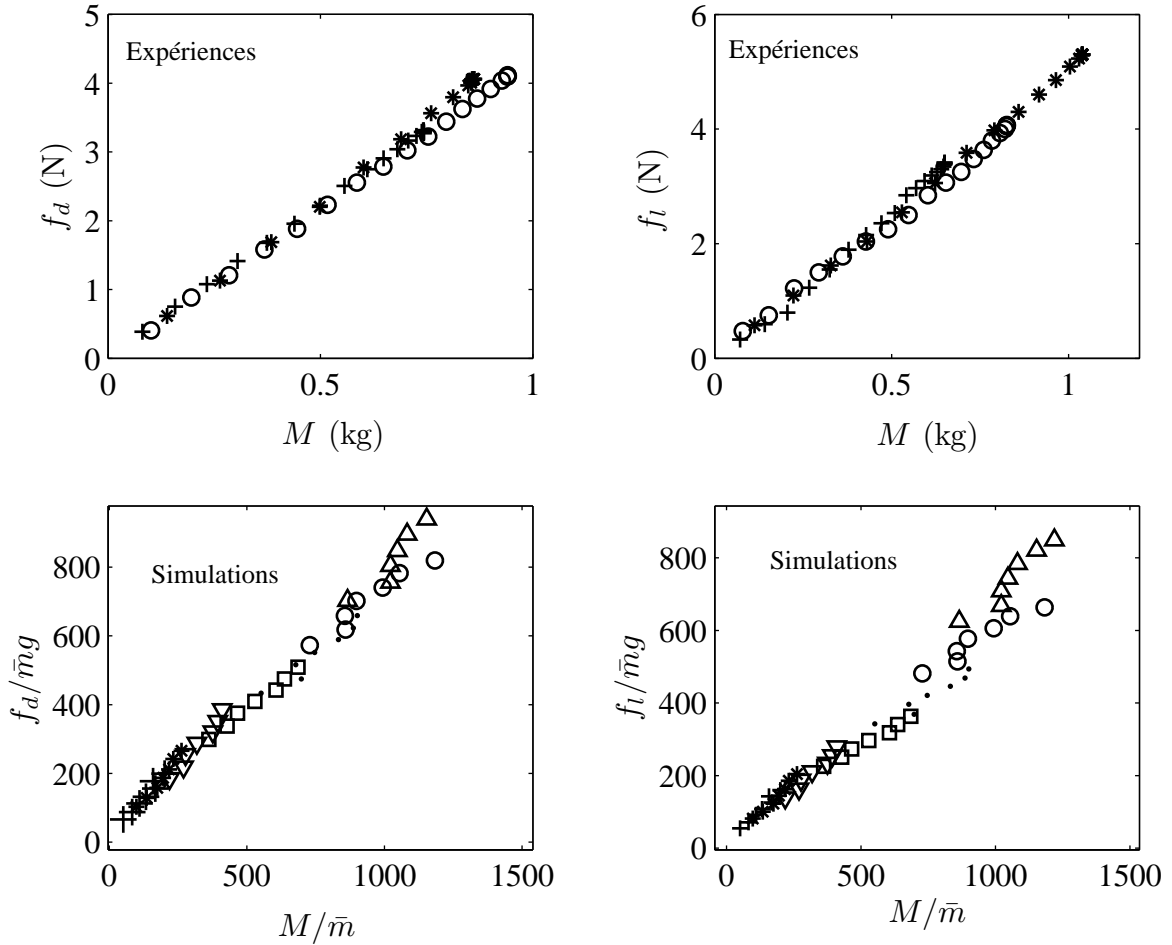 5
4
3
2
1
0
f_d (N)
Expériences
0 0.5 1
M (kg)
6
4
2
0
f_l (N)
Expériences
0 0.5 1
M (kg)
800
600
400
200
0
f_d/m̄g
Simulations
0 500 1000 1500
M/m̄
800
600
400
200
0
f_l/m̄g
Simulations
0 500 1000 1500
M/m̄